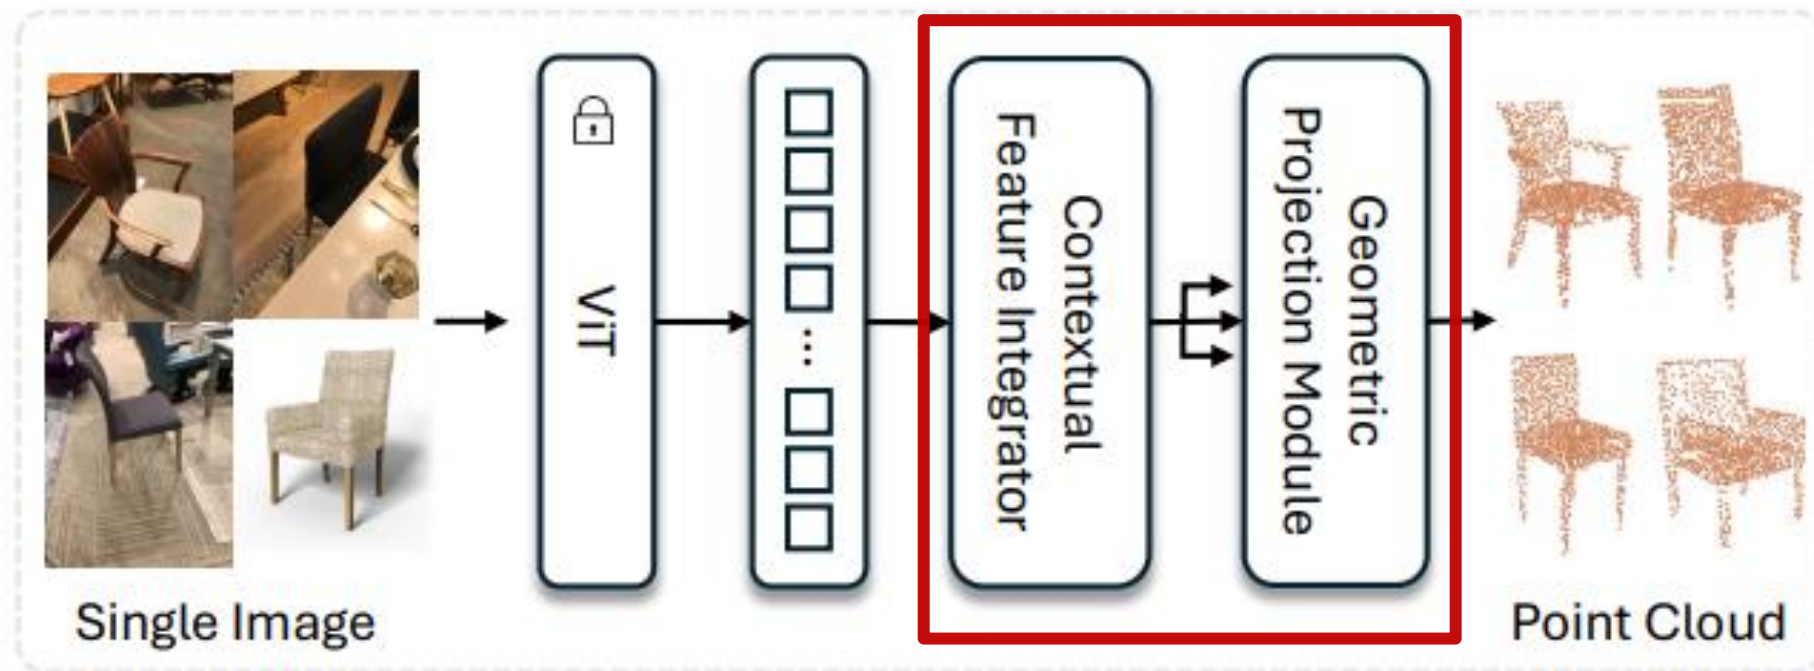 Single Image
ViT
...
Contextual
Feature Integrator
Geometric
Projection Module
Point Cloud